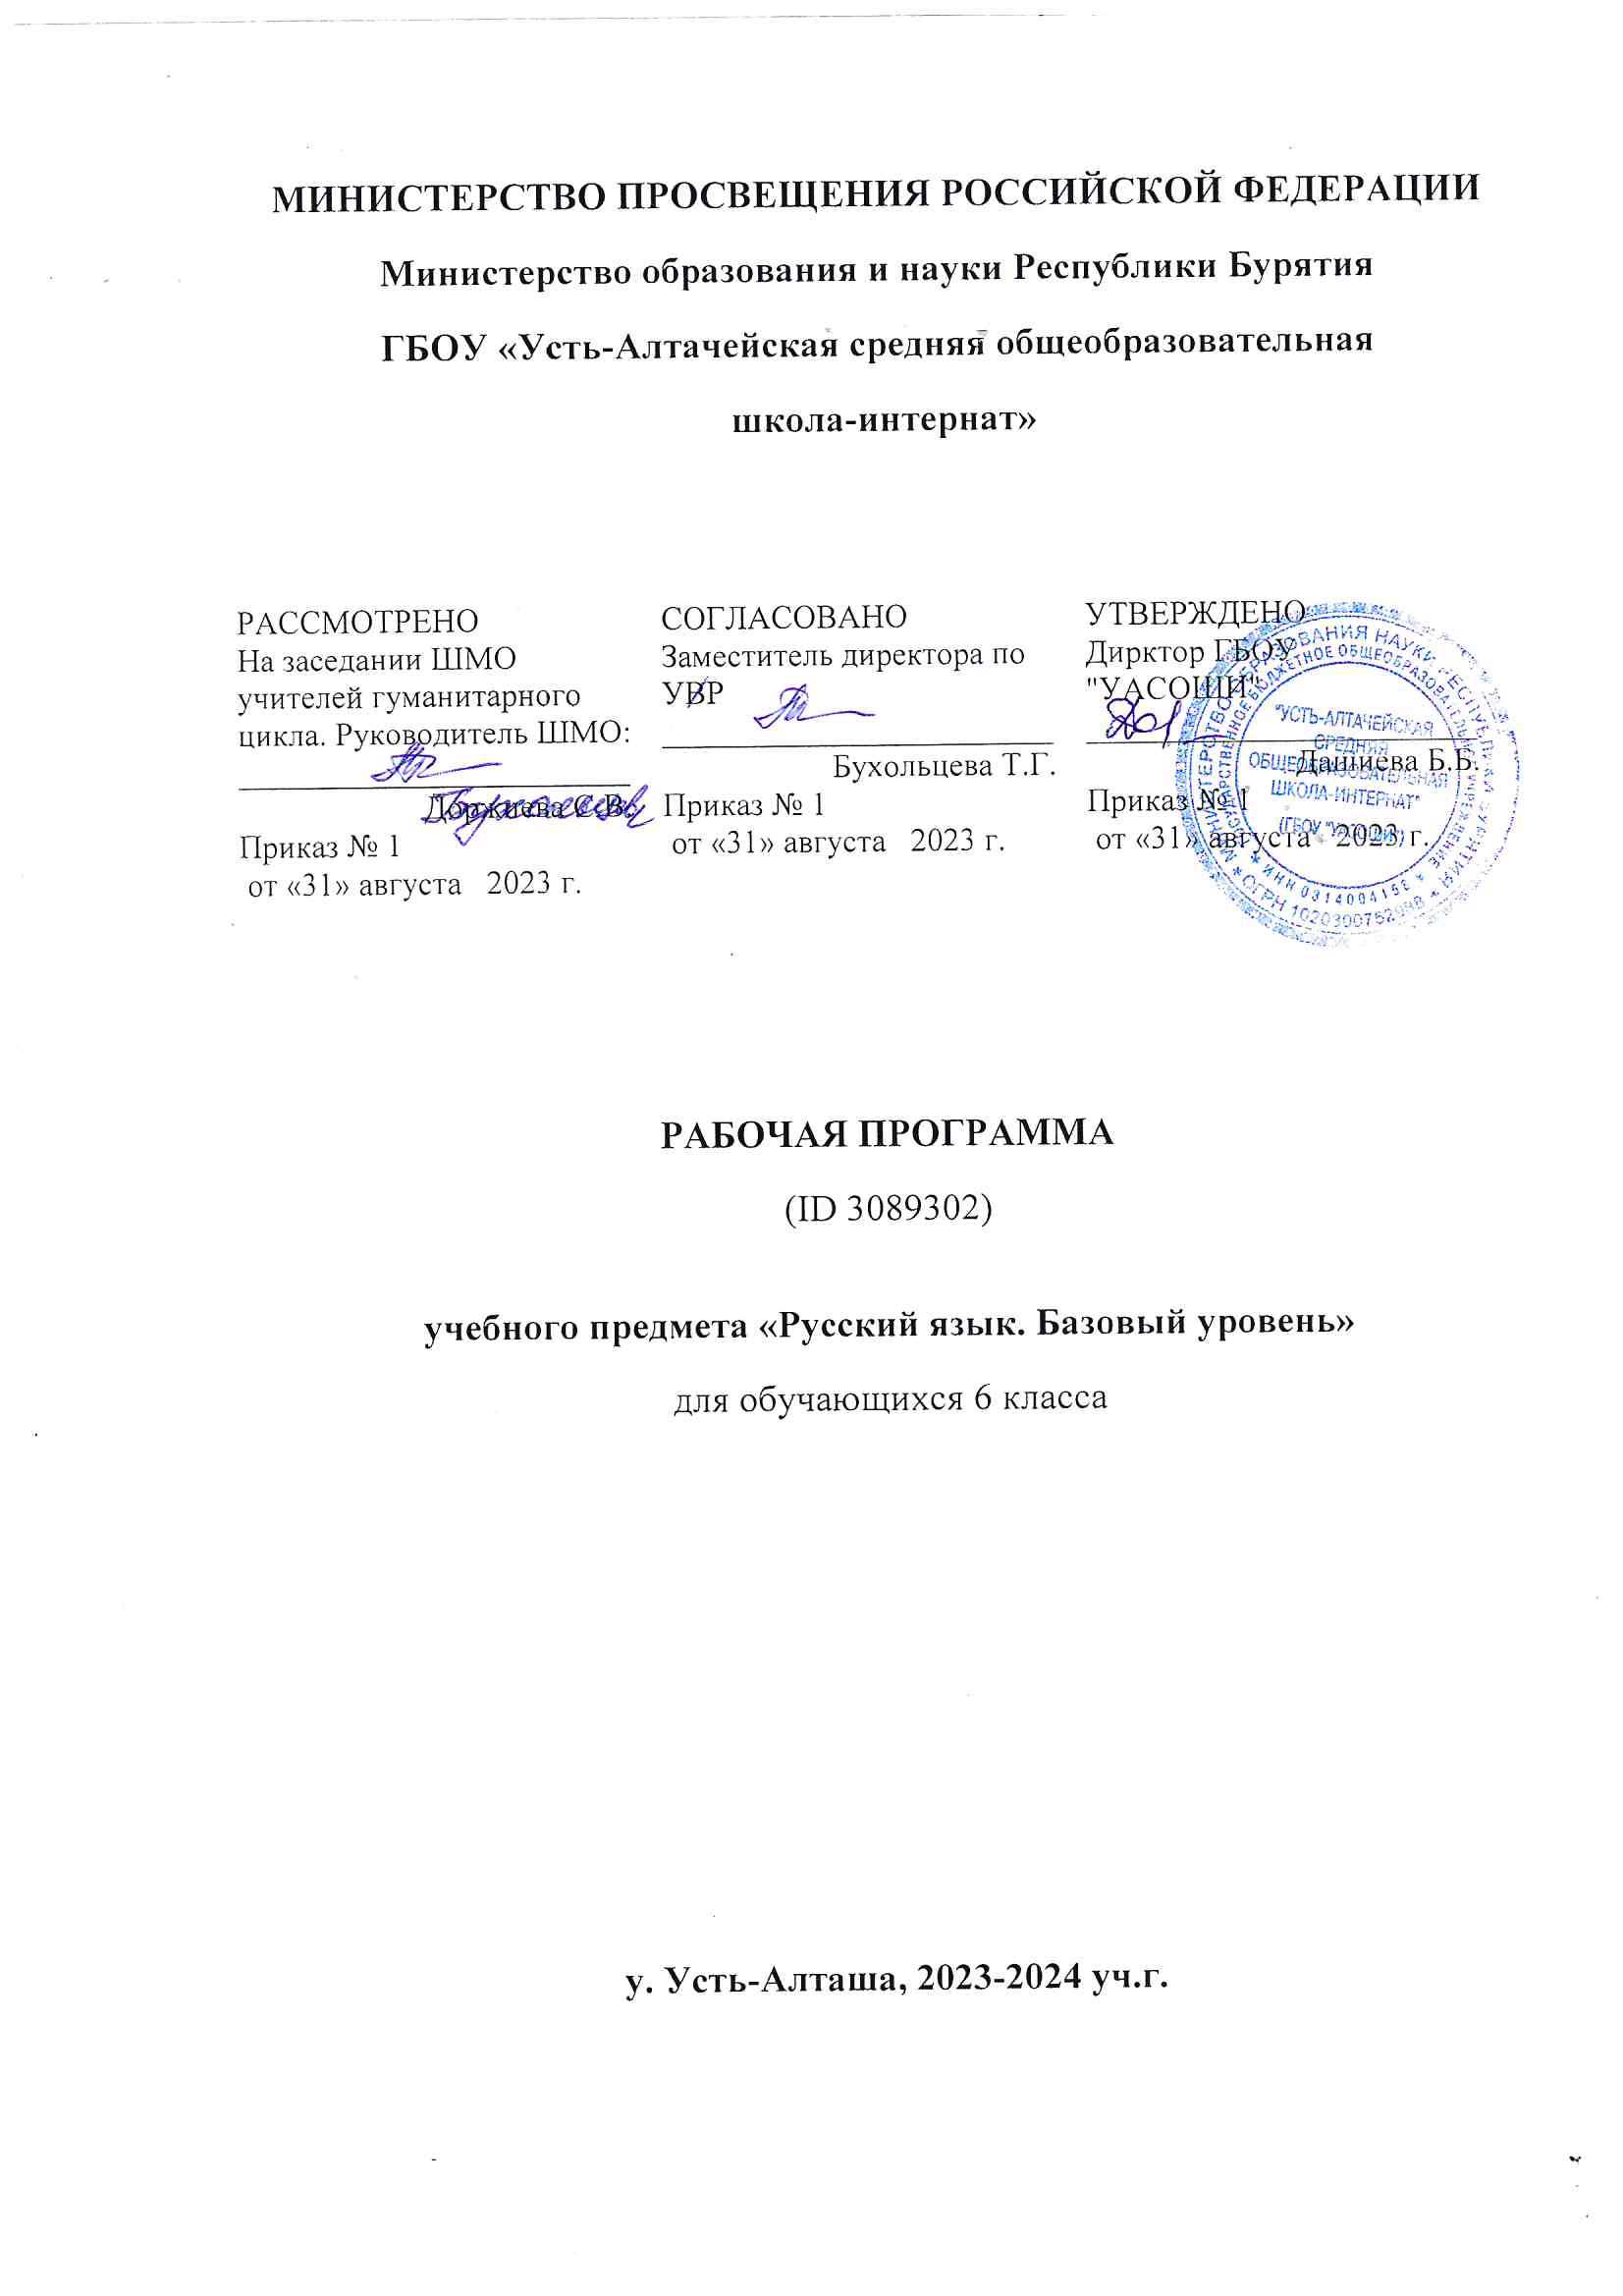 МИНИСТЕРСТВО ПРОСВЕЩЕНИЯ РОССИЙСКОЙ ФЕДЕРАЦИИ
Министерство образования и науки Республики Бурятия
ГБОУ «Усть-Алтачейская средняя общеобразовательная
школа-интернат»
РАССМОТРЕНО
На заседании ШМО
учителей гуманитарного
цикла. Руководитель ШМО:
Доржиева С.В.
Приказ № 1
от «31» августа 2023 г.
СОГЛАСОВАНО
Заместитель директора по
УВР
Бухольцева Т.Г.
Приказ № 1
от «31» августа 2023 г.
УТВЕРЖДЕНО
Дирктор ГБОУ
"УАСОШИ"
Дашиева Б.Б.
Приказ № 1
от «31» августа 2023 г.
"УСТЬ-АЛТАЧЕЙСКАЯ
СРЕДНЯЯ
ОБЩЕОБРАЗОВАТЕЛЬНАЯ
ШКОЛА-ИНТЕРНАТ"
РАБОЧАЯ ПРОГРАММА
(ID 3089302)
учебного предмета «Русский язык. Базовый уровень»
для обучающихся 6 класса
у. Усть-Алташа, 2023-2024 уч.г.